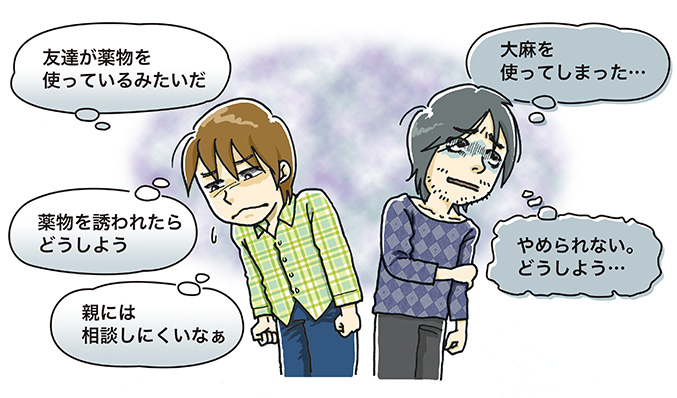 友達が薬物を
使っているみたいだ
薬物を誘われたら
どうしよう
親には
相談しにくいなぁ
大麻を
使ってしまった…
やめられない。
どうしよう…